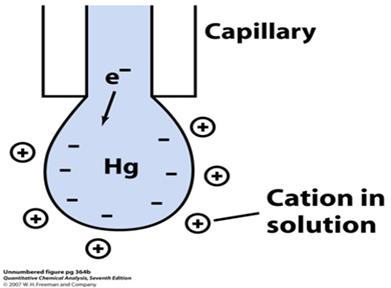 Capillary
e−
Hg
Cation in
solution
Unnumbered figure pg 364b
Quantitative Chemical Analysis, Seventh Edition
© 2007 W. H. Freeman and Company